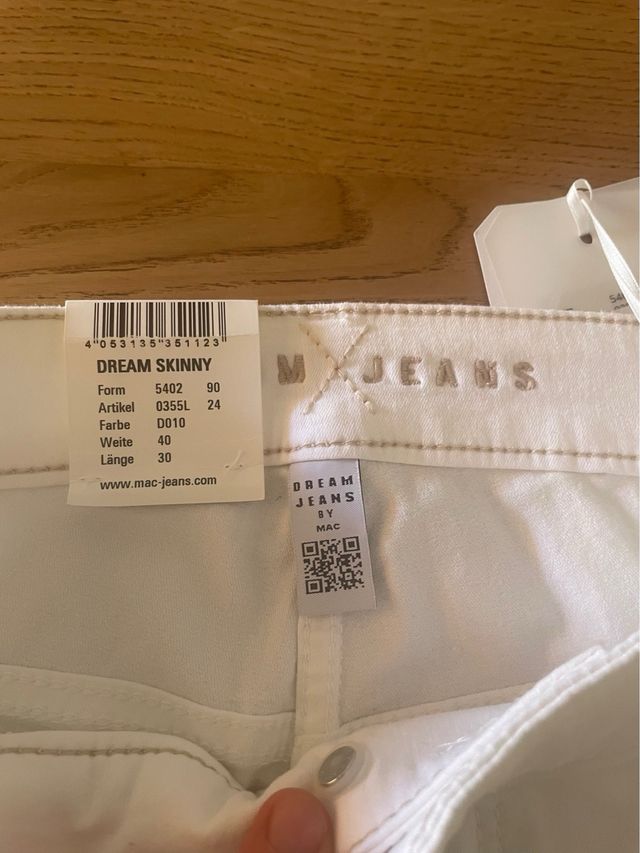 4"053135"351123"
DREAM SKINNY
Form 5402 90
Artikel 0355L 24
Farbe D010
Weite 40
Länge 30
www.mac-jeans.com
M JEANS
DREAM
JEANS
BY
MAC